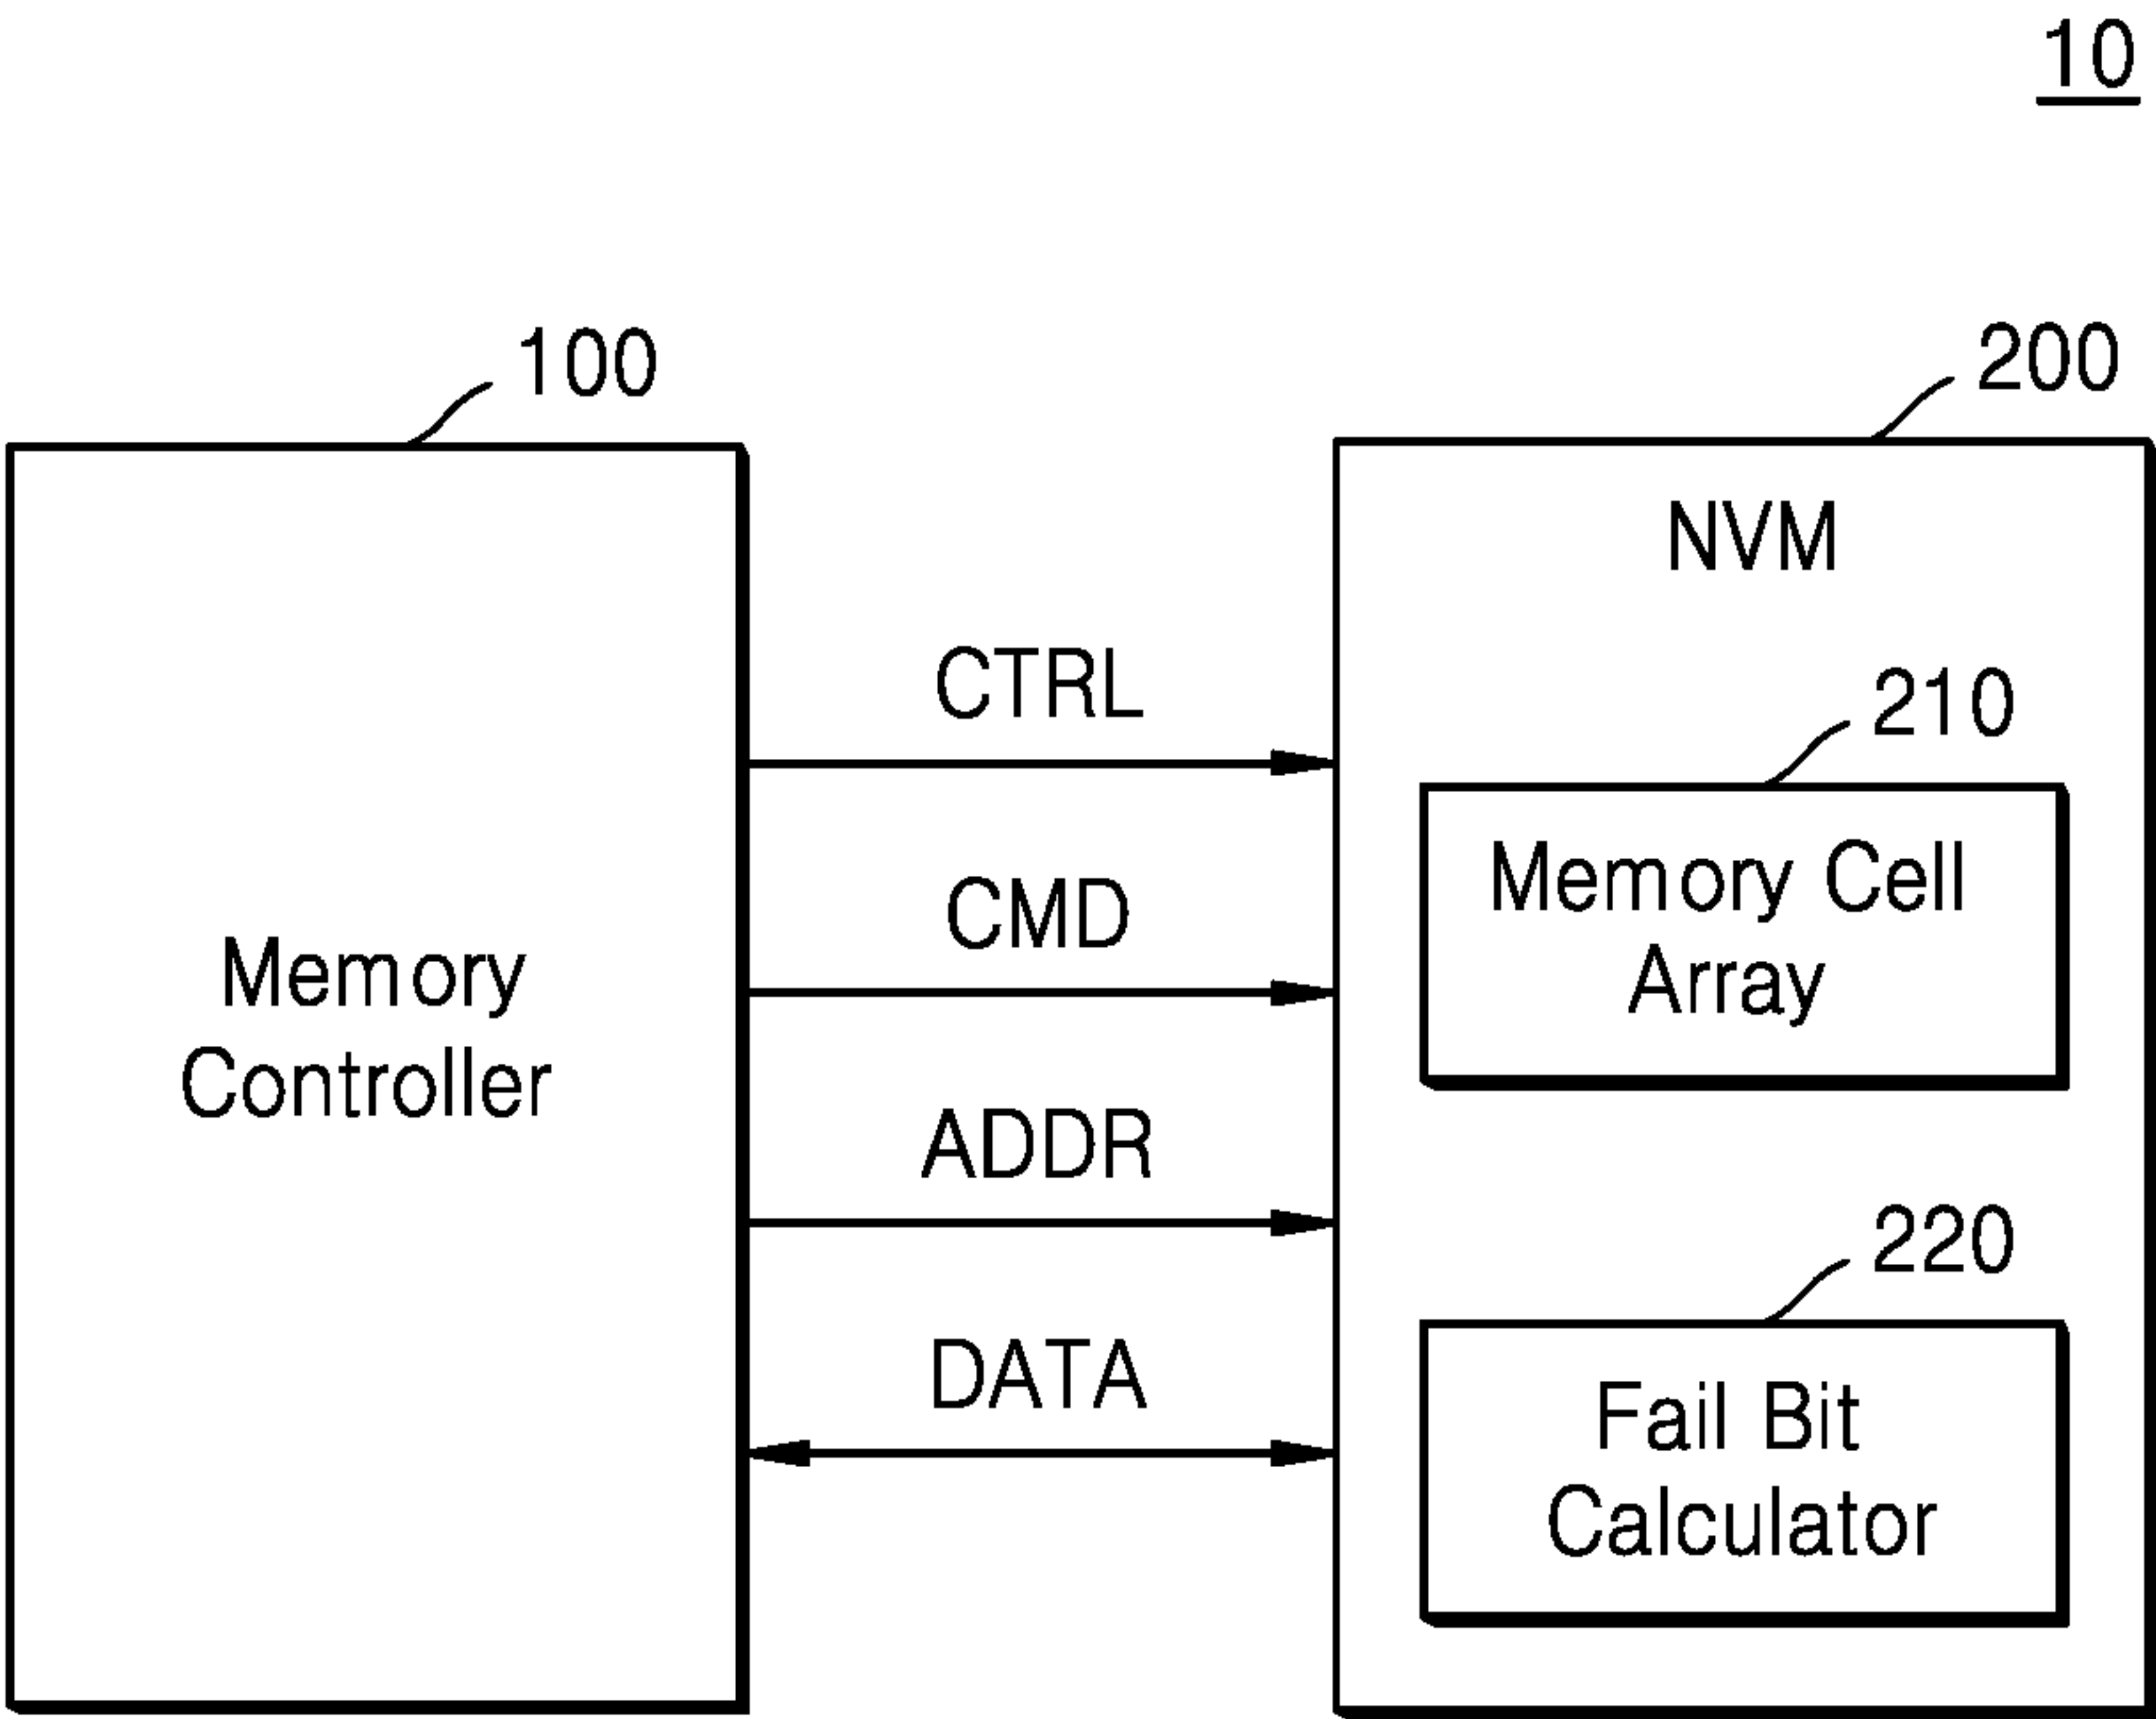 10
100
200
NVM
CTRL
210
Memory Cell
Array
CMD
Memory
Controller
ADDR
220
DATA
Fail Bit
Calculator